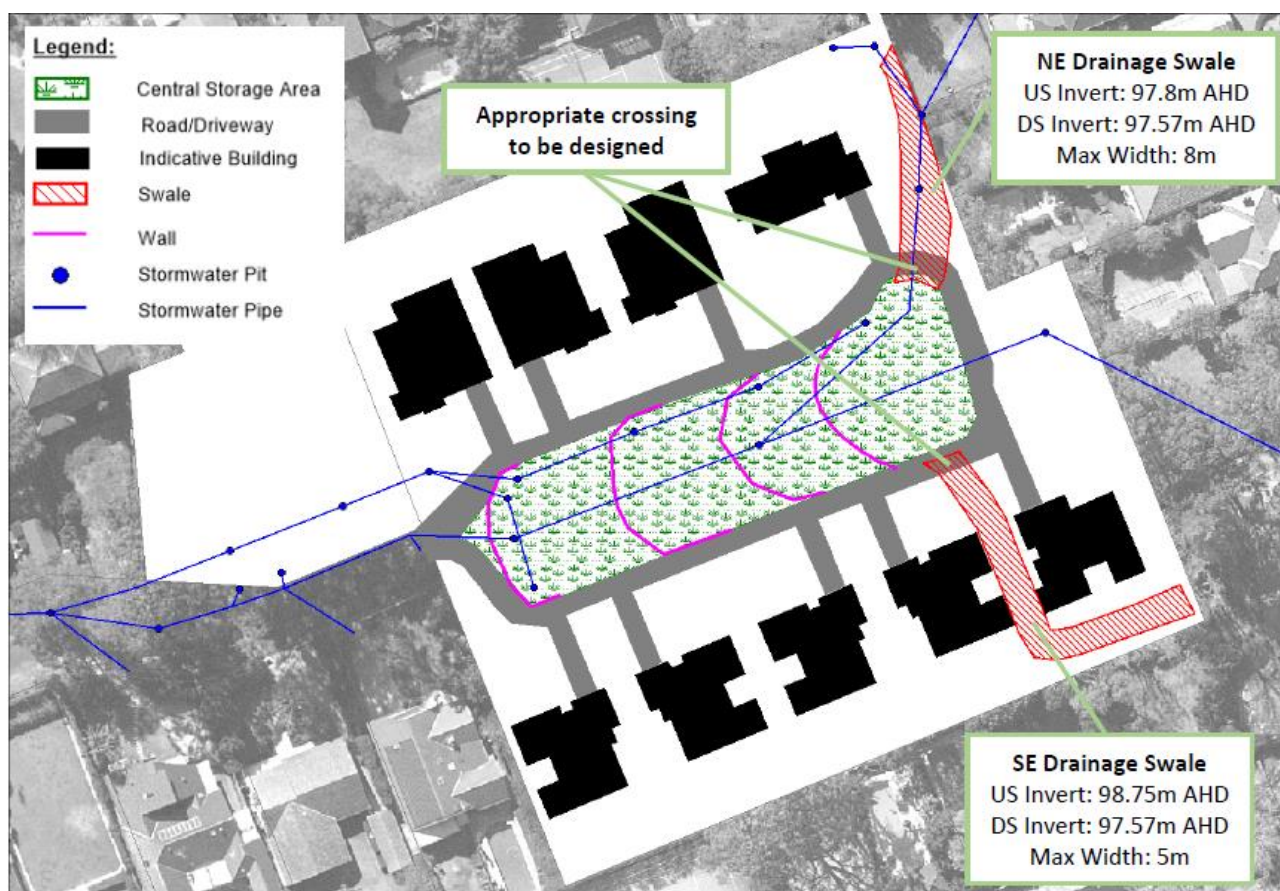 Legend:
Central Storage Area
Road/Driveway
Indicative Building
Swale
Wall
Stormwater Pit
Stormwater Pipe
Appropriate crossing
to be designed
NE Drainage Swale
US Invert: 97.8m AHD
DS Invert: 97.57m AHD
Max Width: 8m
SE Drainage Swale
US Invert: 98.75m AHD
DS Invert: 97.57m AHD
Max Width: 5m